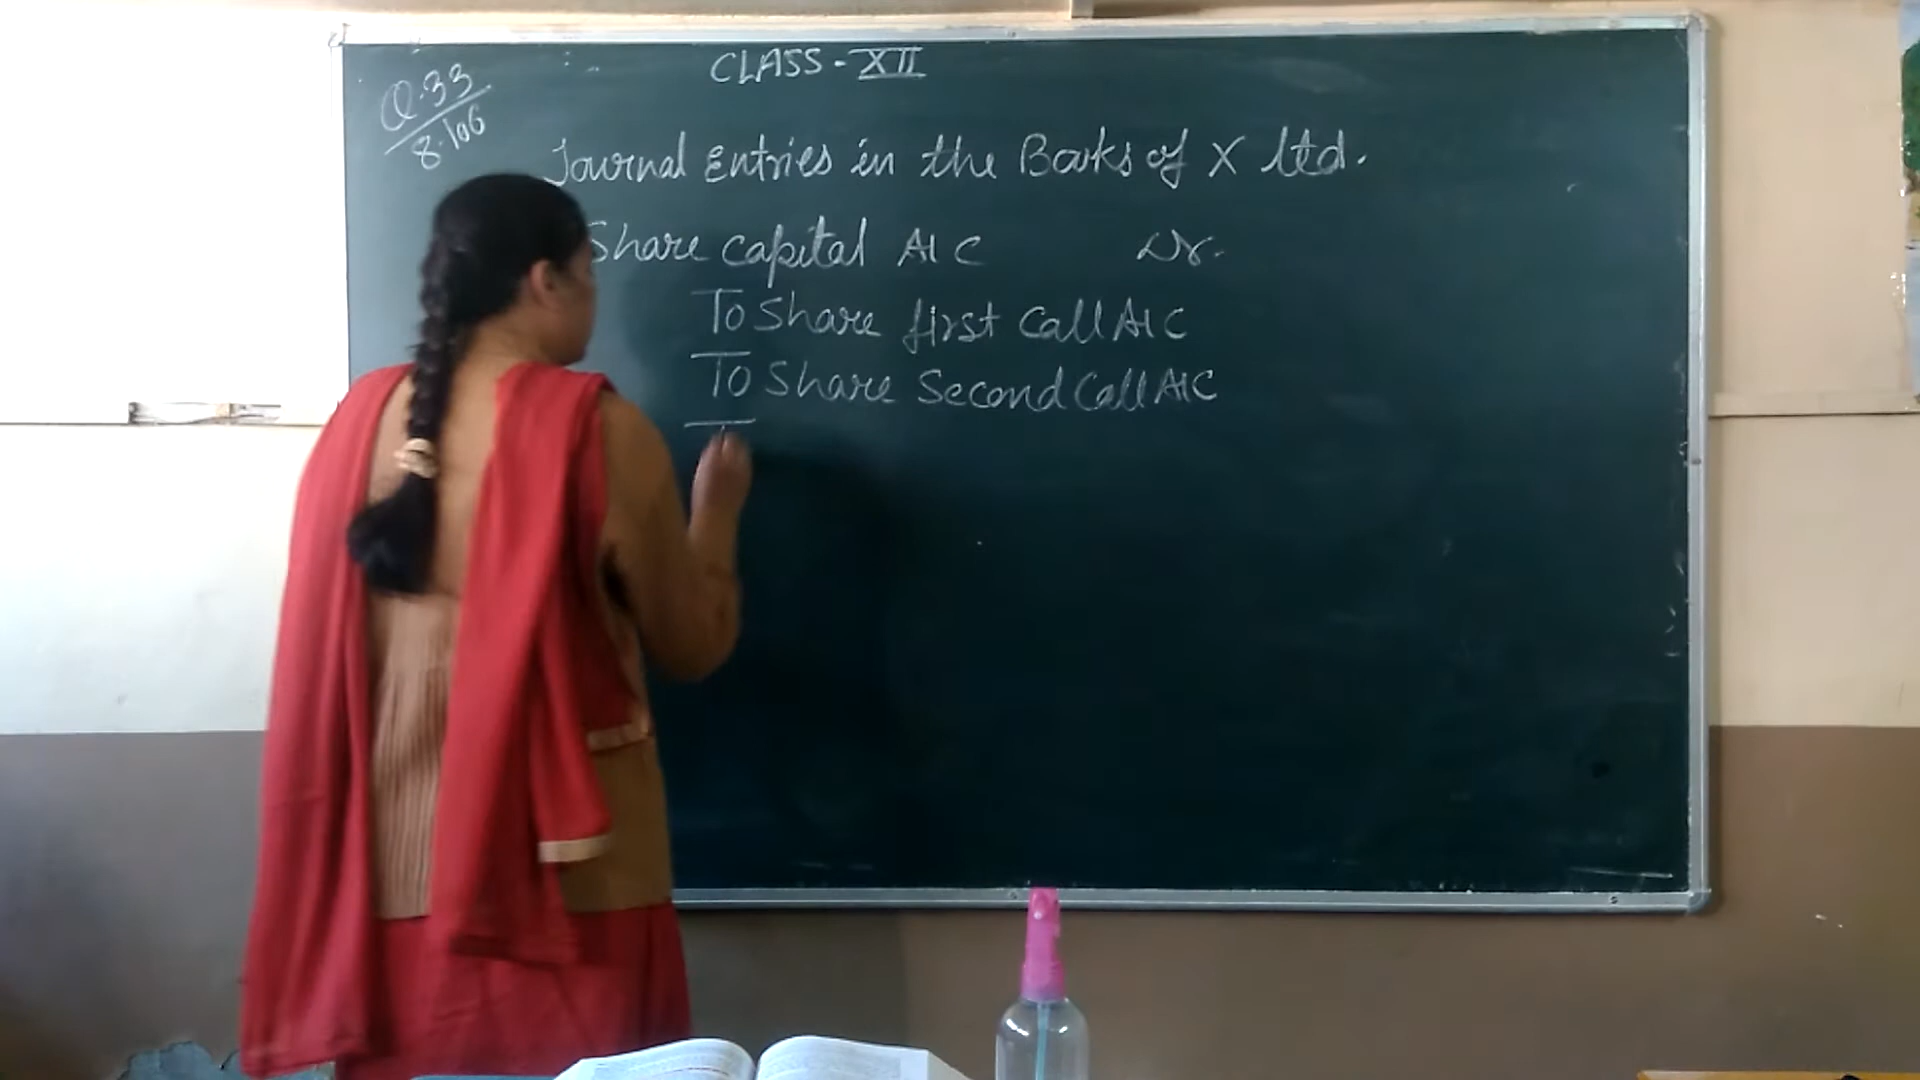 CLASS - XII
Q.33
8.106
Journal Entries in the Books of X ltd.
Share Capital A/C Dr.
To Share first Call A/C
To Share Second Call A/C